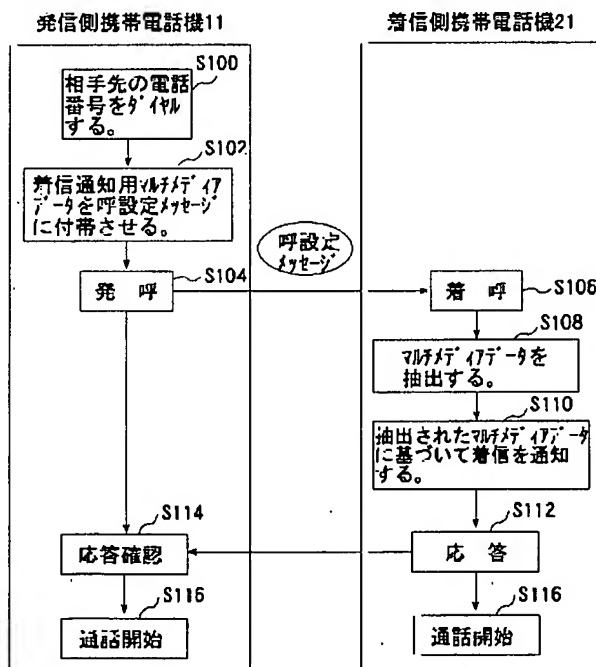 発信側携帯電話機11
着信側携帯電話機21
S100
相手先の電話
番号をダイヤル
する。
S102
着信通知用マルチメディア
データを呼設定メッセージ
に付帯させる。
呼設定
メッセージ
S104
発 呼
S106
着 呼
S108
マルチメディアデータを
抽出する。
S110
抽出されたマルチメディアデータ
に基づいて着信を通知
する。
S112
応 答
S114
応答確認
S116
通話開始
S116
通話開始